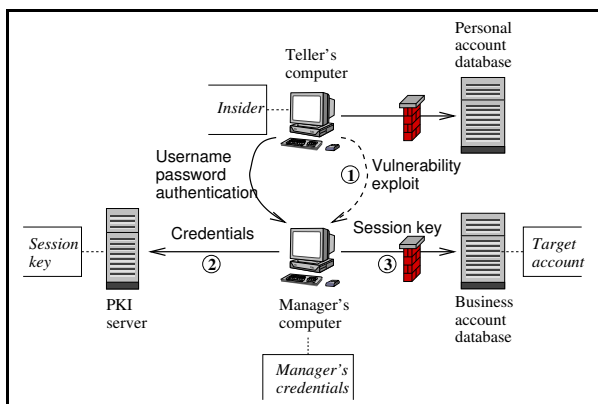 Teller's
computer
Personal
account
database
Insider
Username
password
authentication
1
Vulnerability
exploit
Session
key
Credentials
2
Session key
3
Target
account
PKI
server
Manager's
computer
Business
account
database
Manager's
credentials